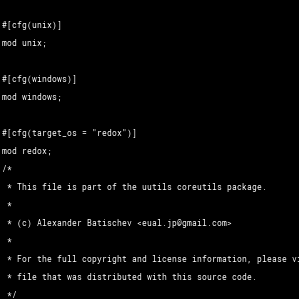 #[cfg(unix)]
mod unix;
#[cfg(windows)]
mod windows;
#[cfg(target_os = "redox")]
mod redox;
/*
 * This file is part of the uutils coreutils package.
 *
 * (c) Alexander Batischev <eual.jp@gmail.com>
 *
 * For the full copyright and license information, please
 * file that was distributed with this source code.
 */